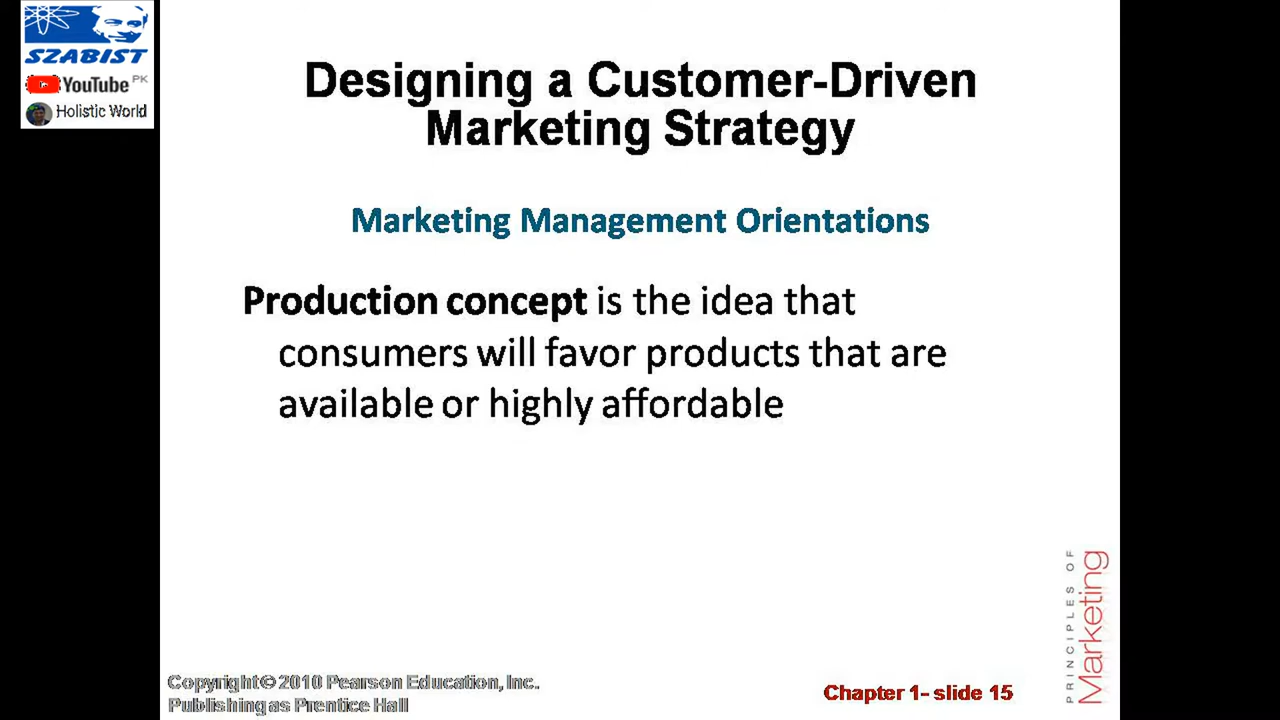 SZABIST
YouTube PK
Holistic World
Designing a Customer-Driven
Marketing Strategy
Marketing Management Orientations
Production concept is the idea that
consumers will favor products that are
available or highly affordable
PRINCIPLES OF
Marketing
Copyright © 2010 Pearson Education, Inc.
Publishing as Prentice Hall
Chapter 1- slide 15